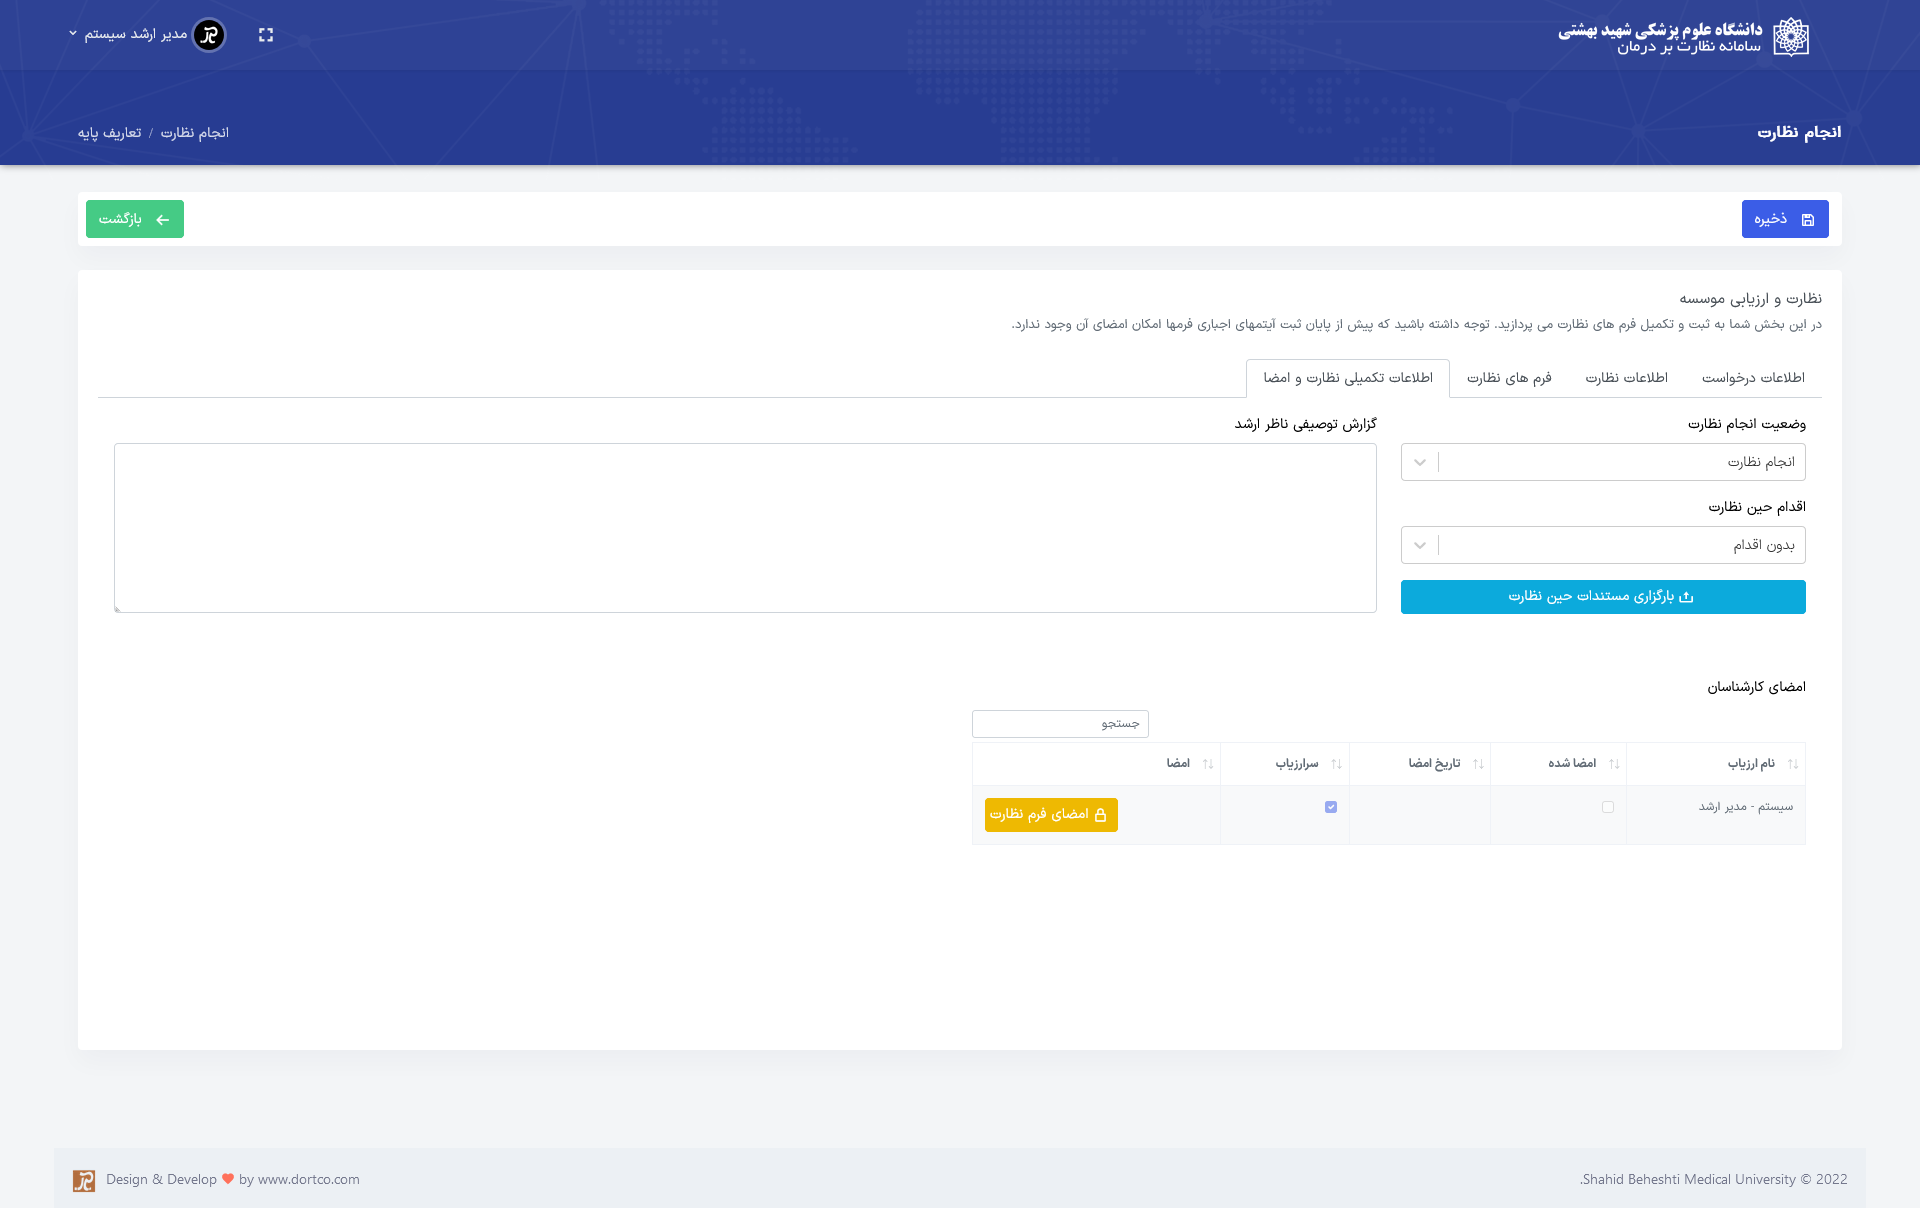 دانشگاه علوم پزشکی شهید بهشتی
سامانه نظارت بر درمان
مدیر ارشد سیستم
انجام نظارت
انجام نظارت / تعاریف پایه
ذخیره
بازگشت
نظارت و ارزیابی موسسه
در این بخش شما به ثبت و تکمیل فرم های نظارت می پردازید. توجه داشته باشید که پیش از پایان ثبت آیتمهای اجباری فرمها امکان امضای آن وجود ندارد.
اطلاعات درخواست
اطلاعات نظارت
فرم های نظارت
اطلاعات تکمیلی نظارت و امضا
وضعیت انجام نظارت
انجام نظارت
اقدام حین نظارت
بدون اقدام
بارگزاری مستندات حین نظارت
گزارش توصیفی ناظر ارشد
امضای کارشناسان
جستجو
نام ارزیاب
امضا شده
تاریخ امضا
سرارزیاب
امضا
سیستم - مدیر ارشد
امضای فرم نظارت
.Shahid Beheshti Medical University © 2022
Design & Develop ❤ by www.dortco.com